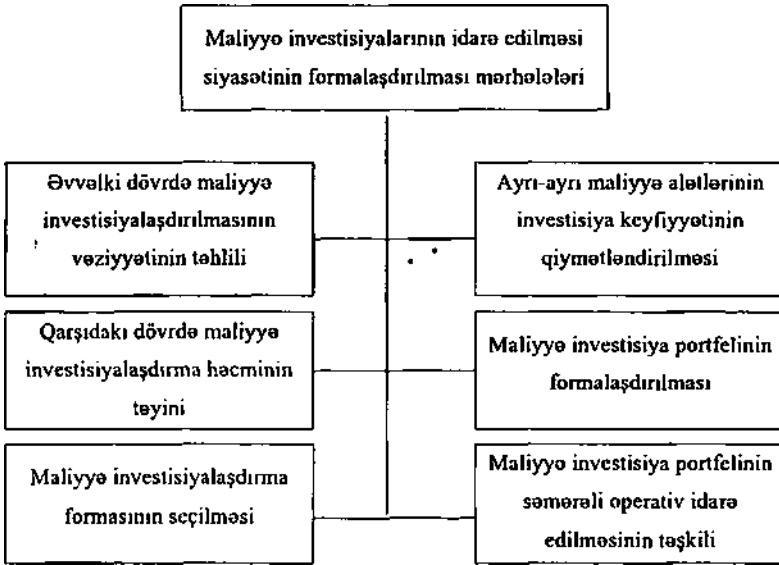 Maliyyə investisiyalarının idarə edilməsi
siyasətinin formalaşdırılması mərhələləri
Əvvəlki dövrdə maliyyə
investisiyalaşdırılmasının
vəziyyətinin təhlili
Qarşıdakı dövrdə maliyyə
investisiyalaşdırma həcminin
təyini
Maliyyə investisiyalaşdırma
formasının seçilməsi
Ayrı-ayrı maliyyə alətlərinin
investisiya keyfiyyətinin
qiymətləndirilməsi
Maliyyə investisiya portfelinin
formalaşdırılması
Maliyyə investisiya portfelinin
səmərəli operativ idarə
edilməsinin təşkili